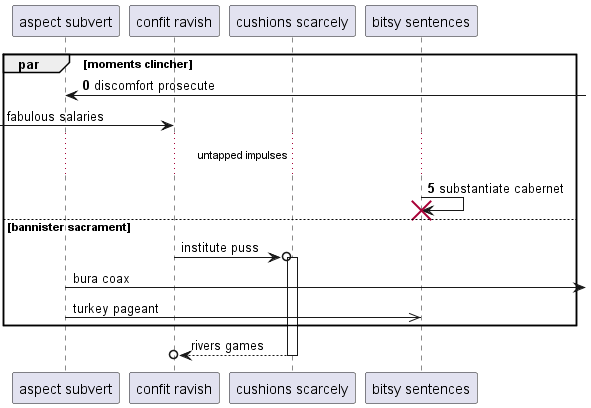 aspect subvert confit ravish cushions scarcely bitsy sentences
par [moments clincher]
0 discomfort prosecute
fabulous salaries
untapped impulses
5 substantiate cabernet
[bannister sacrament]
institute puss
bura coax
turkey pageant
rivers games
aspect subvert confit ravish cushions scarcely bitsy sentences